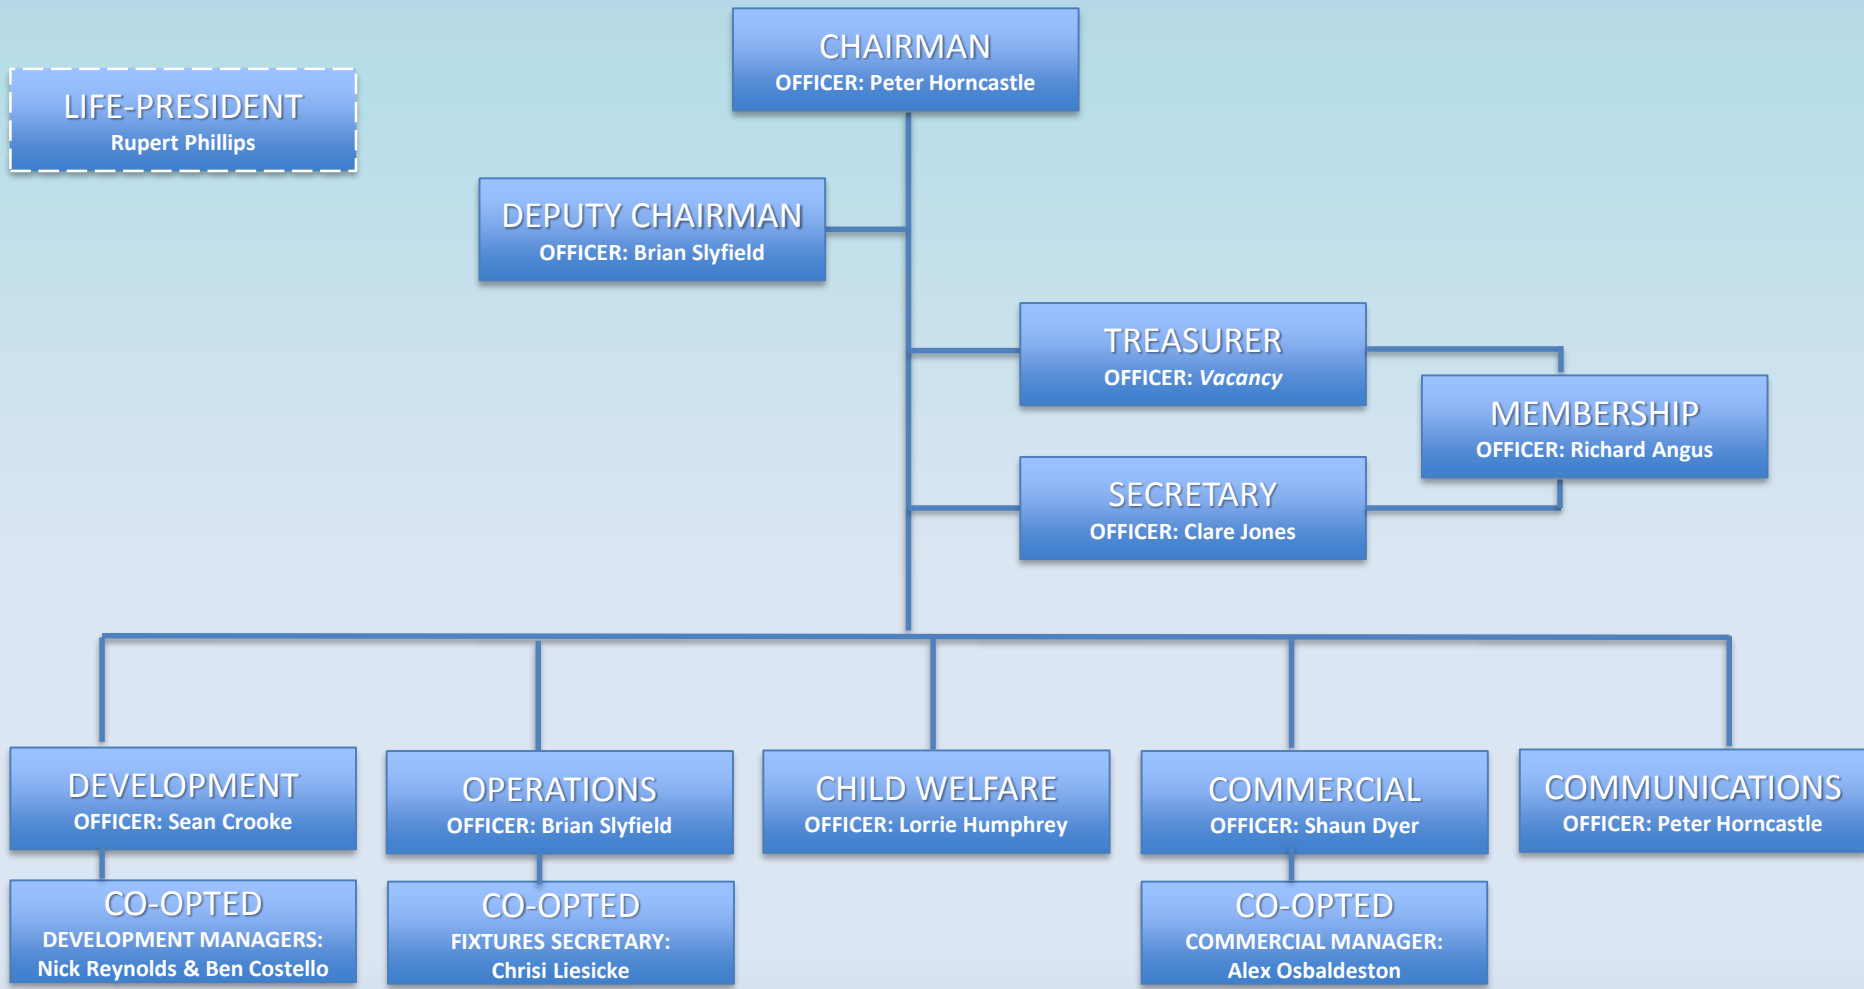 CHAIRMAN
OFFICER: Peter Horncastle
LIFE-PRESIDENT
Rupert Phillips
DEPUTY CHAIRMAN
OFFICER: Brian Slyfield
TREASURER
OFFICER: Vacancy
MEMBERSHIP
OFFICER: Richard Angus
SECRETARY
OFFICER: Clare Jones
DEVELOPMENT
OFFICER: Sean Crooke
OPERATIONS
OFFICER: Brian Slyfield
CHILD WELFARE
OFFICER: Lorrie Humphrey
COMMERCIAL
OFFICER: Shaun Dyer
COMMUNICATIONS
OFFICER: Peter Horncastle
CO-OPTED
DEVELOPMENT MANAGERS:
Nick Reynolds & Ben Costello
CO-OPTED
FIXTURES SECRETARY:
Chrisi Liesicke
CO-OPTED
COMMERCIAL MANAGER:
Alex Osbaldeston